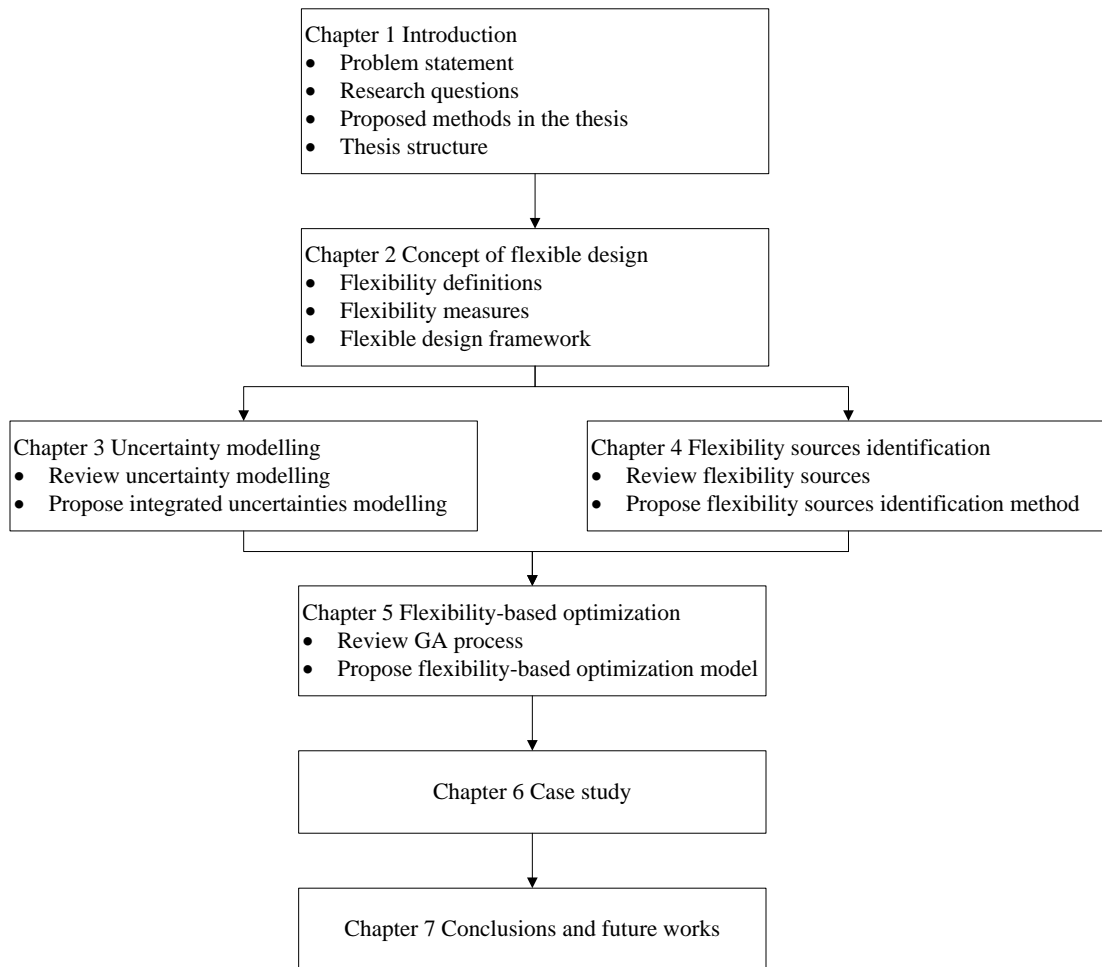 Chapter 1 Introduction
• Problem statement
• Research questions
• Proposed methods in the thesis
• Thesis structure
Chapter 2 Concept of flexible design
• Flexibility definitions
• Flexibility measures
• Flexible design framework
Chapter 3 Uncertainty modelling
• Review uncertainty modelling
• Propose integrated uncertainties modelling
Chapter 4 Flexibility sources identification
• Review flexibility sources
• Propose flexibility sources identification method
Chapter 5 Flexibility-based optimization
• Review GA process
• Propose flexibility-based optimization model
Chapter 6 Case study
Chapter 7 Conclusions and future works